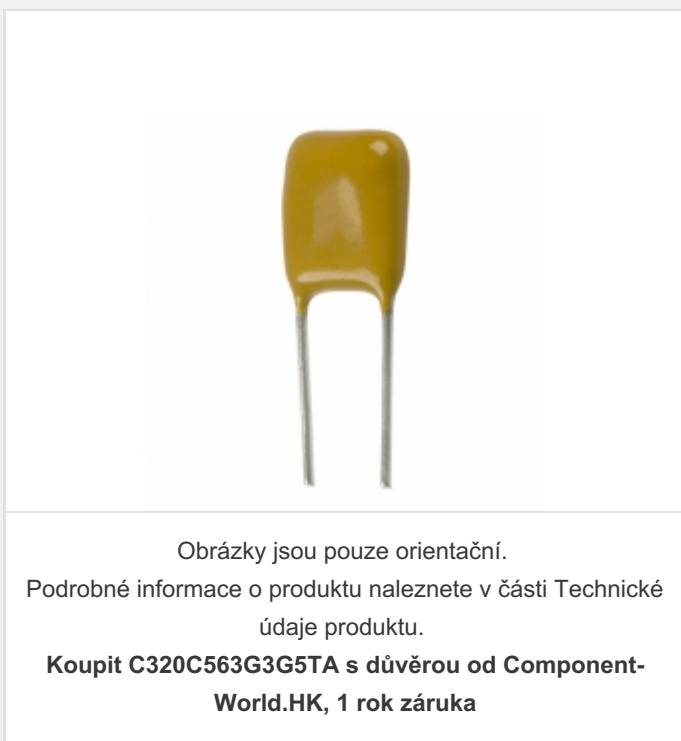 Obrázky jsou pouze orientační.
Podrobné informace o produktu naleznete v části Technické
údaje produktu.
Koupit C320C563G3G5TA s důvěrou od Component-
World.HK, 1 rok záruka